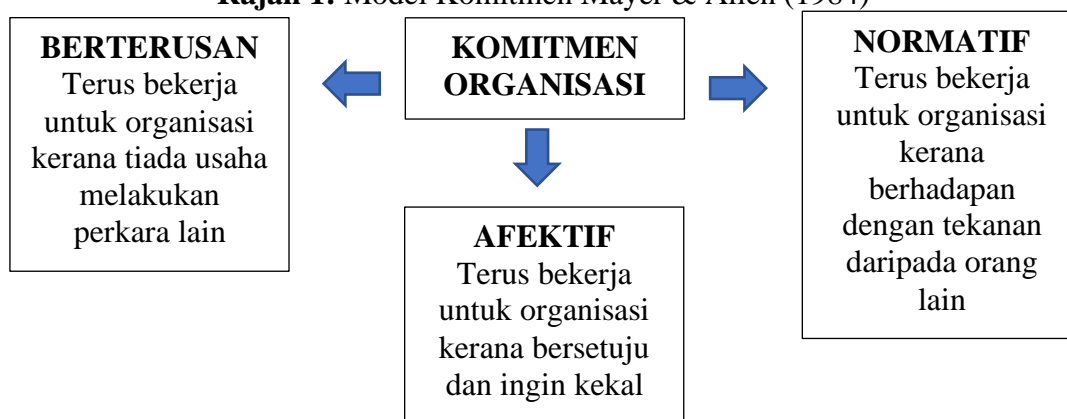 Rajah 1: Model Komitmen Mayer & Allen (1984)
BERTERUSAN
Terus bekerja
untuk organisasi
kerana tiada usaha
melakukan
perkara lain
KOMITMEN
ORGANISASI
AFEKTIF
Terus bekerja
untuk organisasi
kerana bersetuju
dan ingin kekal
NORMATIF
Terus bekerja
untuk organisasi
kerana
berhadapan
dengan tekanan
daripada orang
lain